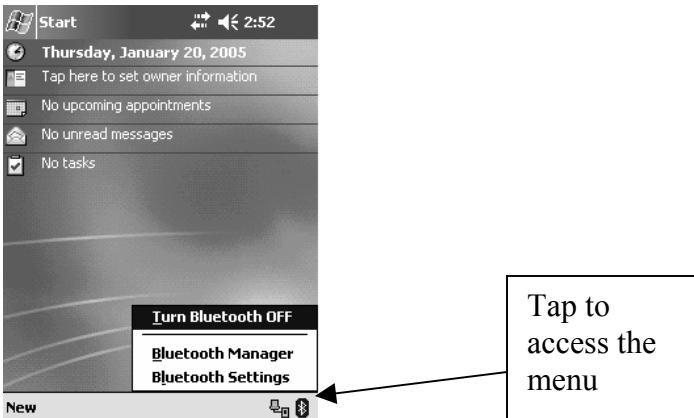 Start 2:52
Thursday, January 20, 2005
Tap here to set owner information
No upcoming appointments
No unread messages
No tasks
Turn Bluetooth OFF
Bluetooth Manager
Bluetooth Settings
New
Tap to
access the
menu